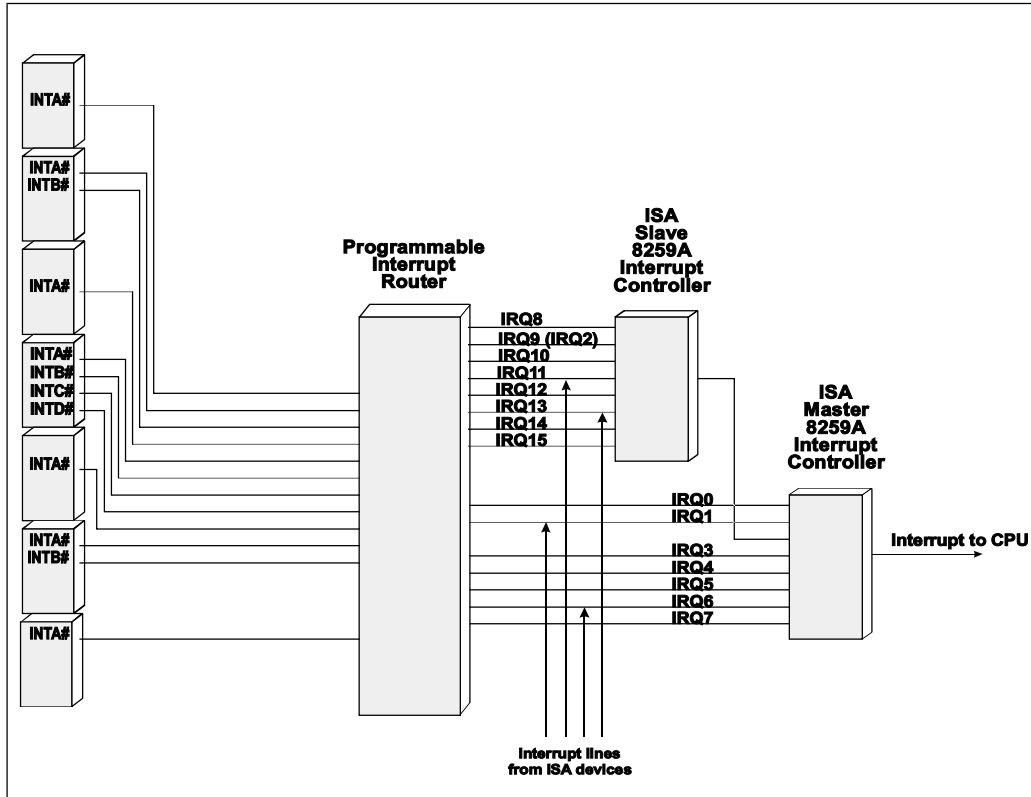 INTA#
INTA#
INTB#
INTA#
INTA#
INTB#
INTC#
INTD#
INTA#
INTA#
INTB#
INTA#
Programmable
Interrupt
Router
ISA
Slave
8259A
Interrupt
Controller
IRQ8
IRQ9 (IRQ2)
IRQ10
IRQ11
IRQ12
IRQ13
IRQ14
IRQ15
ISA
Master
8259A
Interrupt
Controller
IRQ0
IRQ1
IRQ3
IRQ4
IRQ5
IRQ6
IRQ7
Interrupt to CPU
Interrupt lines
from ISA devices